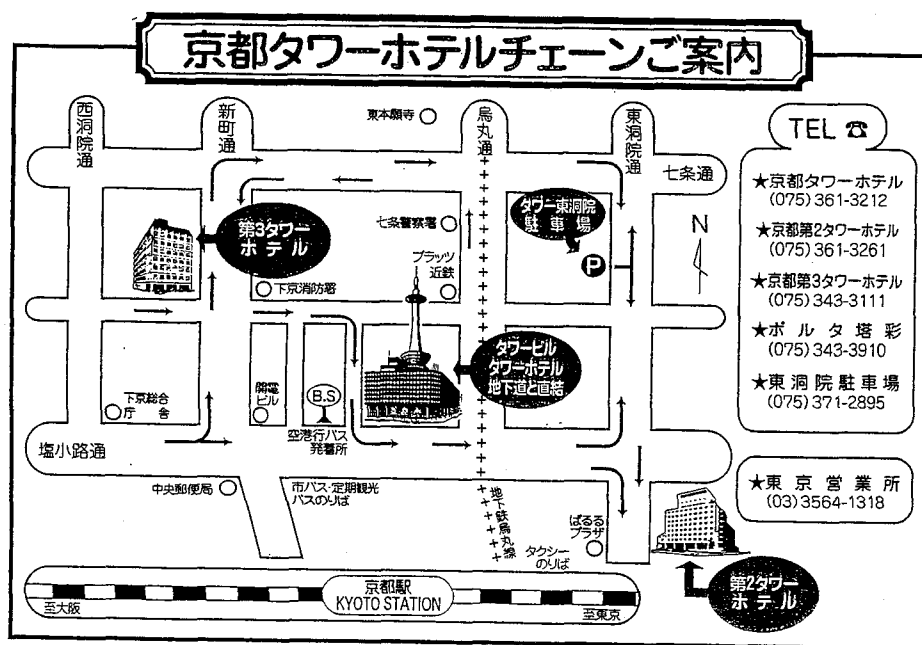 京都タワーホテルチェーンご案内
西洞院通
新町通
東本願寺
烏丸通
東洞院通
七条通
N
第3タワー
ホテル
七条警察署
プラッツ
近鉄
タワー東洞院
駐車場
P
下京消防署
タワービル
タワーホテル
地下道と直結
下京総合
庁舎
関電
ビル
B.S
空港行バス
発着所
塩小路通
中央郵便局
市バス・定期観光
バスのりば
地下鉄烏丸線
タクシー
のりば
ぱるる
プラザ
第2タワー
ホテル
京都駅
KYOTO STATION
至大阪
至東京
TEL ☎
★京都タワーホテル
(075)361-3212
★京都第2タワーホテル
(075)361-3261
★京都第3タワーホテル
(075)343-3111
★ポルタ塔彩
(075)343-3910
★東洞院駐車場
(075)371-2895
★東京営業所
(03)3564-1318